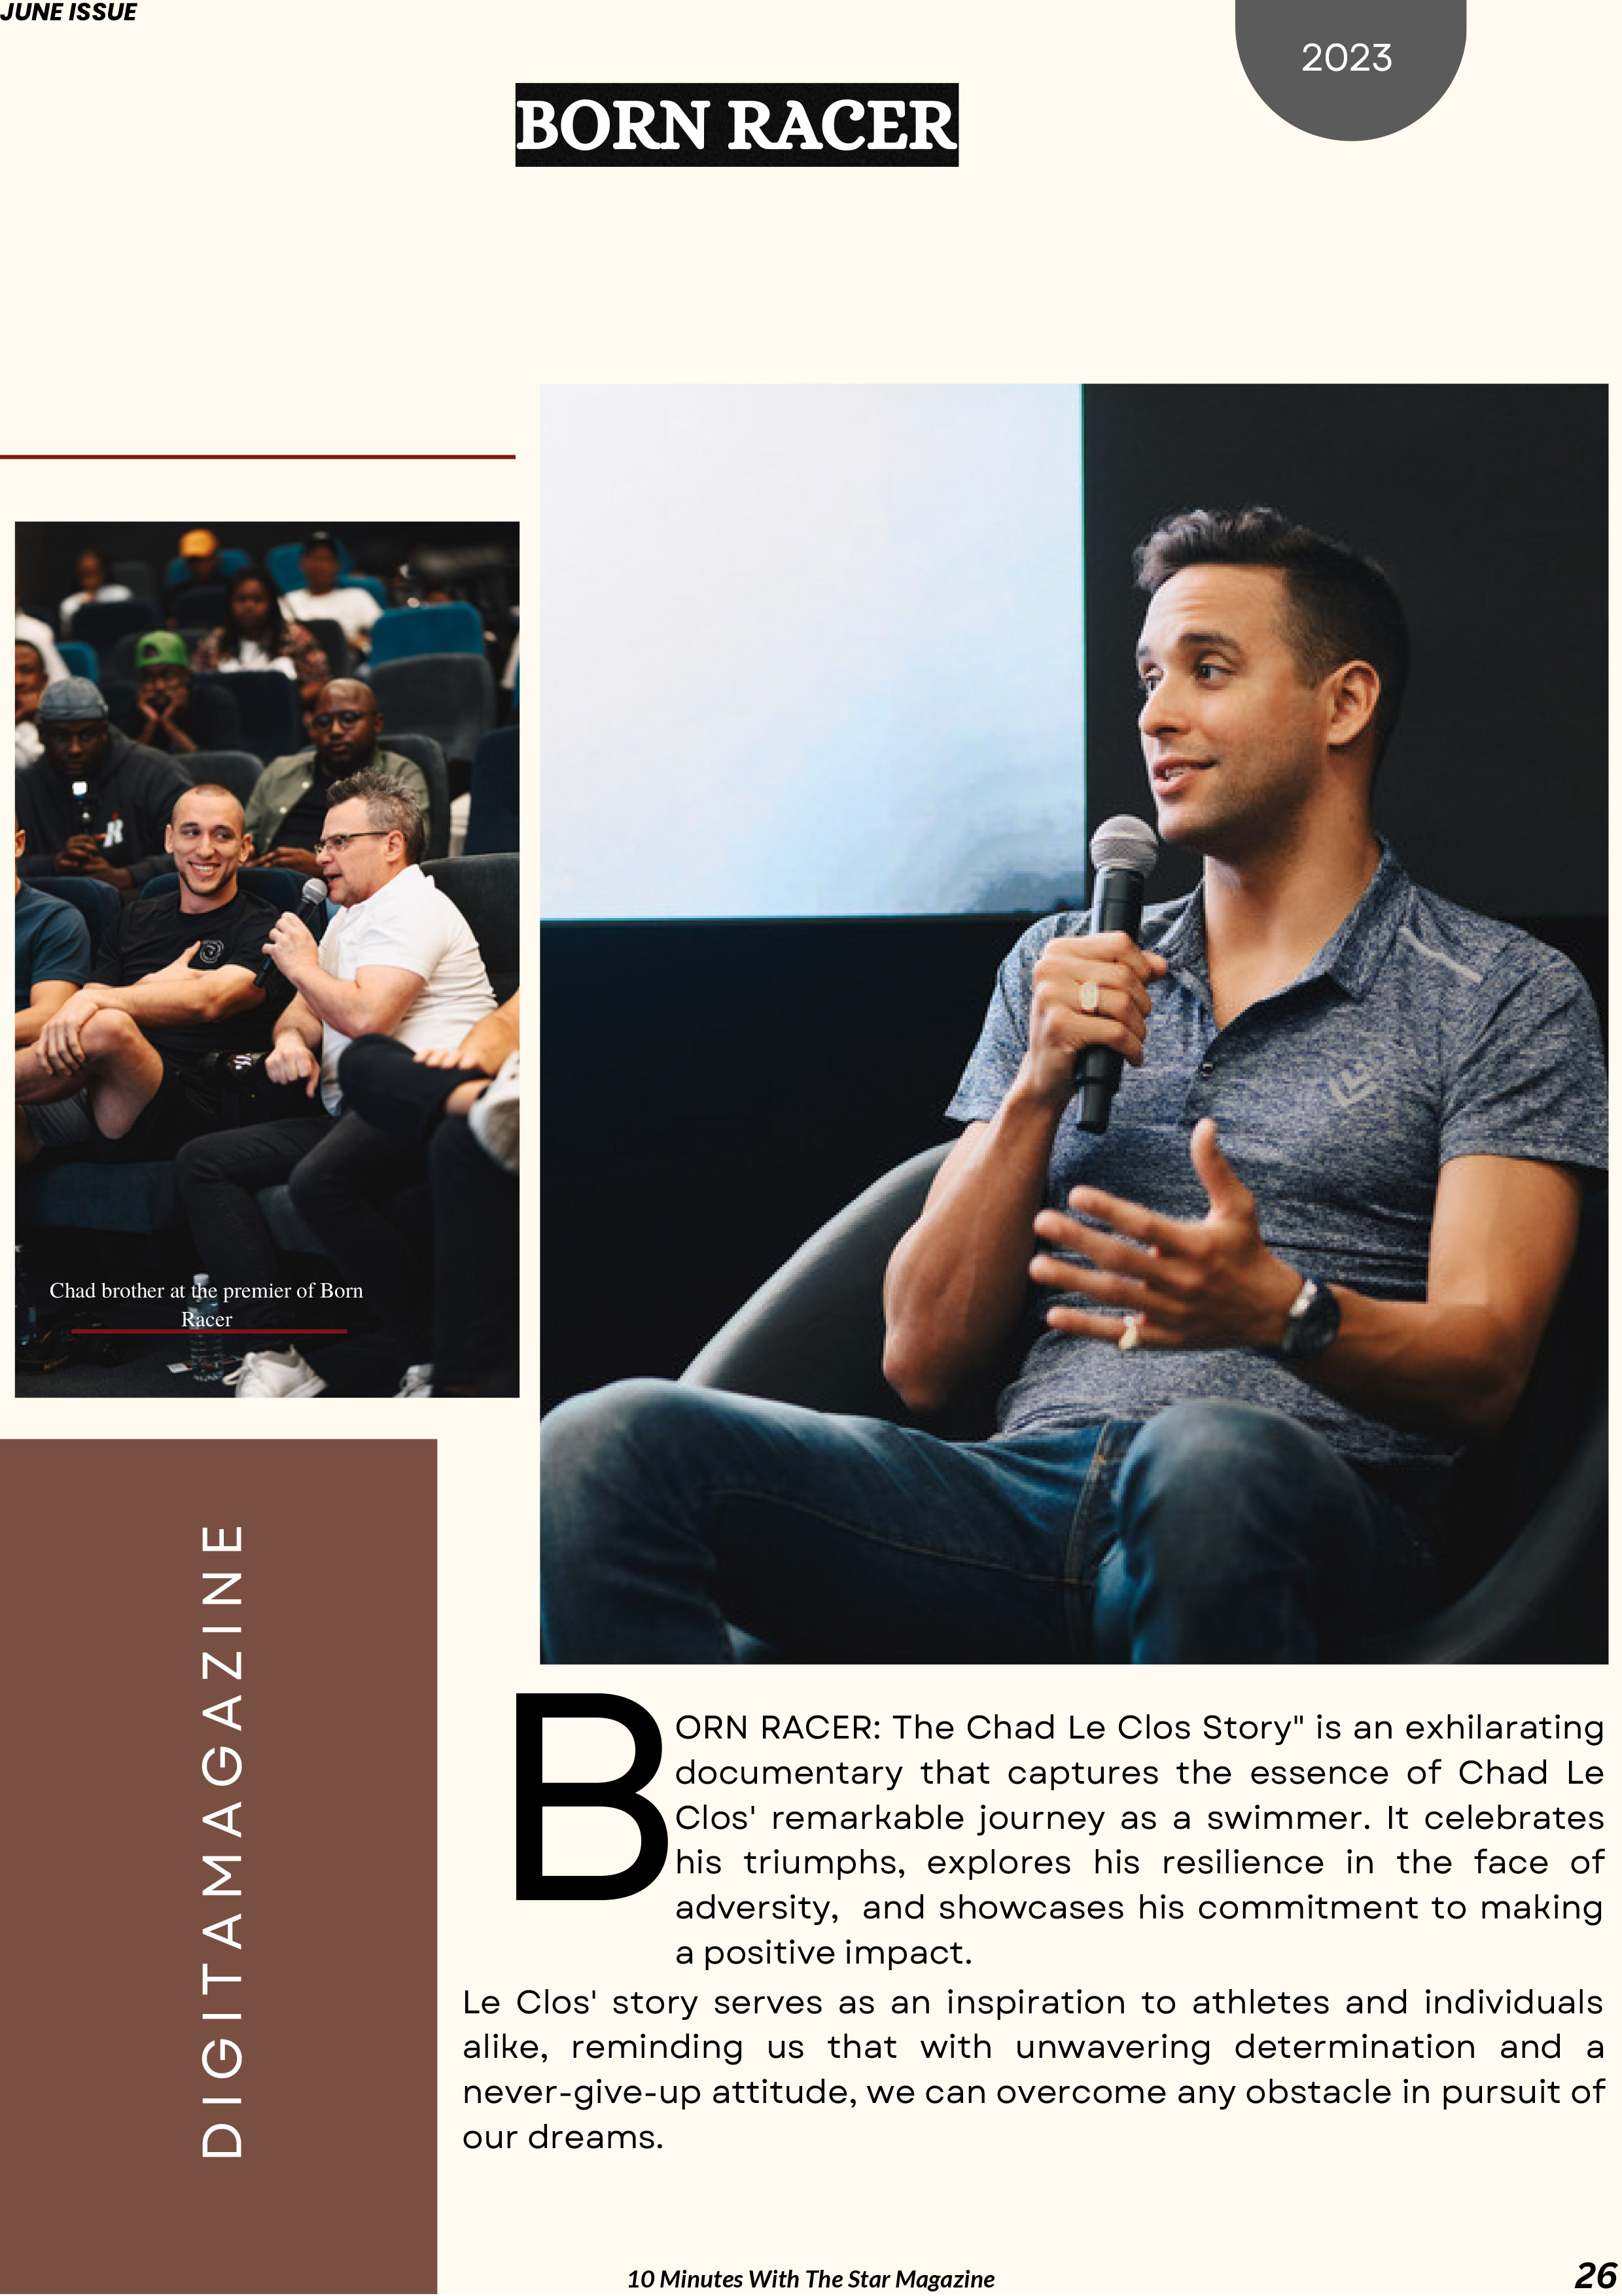 JUNE ISSUE
2023
BORN RACER
Chad brother at the premier of Born
Racer
DIGITAMAGAZINE
BORN RACER: The Chad Le Clos Story" is an exhilarating
documentary that captures the essence of Chad Le
Clos' remarkable journey as a swimmer. It celebrates
his triumphs, explores his resilience in the face of
adversity, and showcases his commitment to making
a positive impact.
Le Clos' story serves as an inspiration to athletes and individuals
alike, reminding us that with unwavering determination and a
never-give-up attitude, we can overcome any obstacle in pursuit of
our dreams.
10 Minutes With The Star Magazine
26